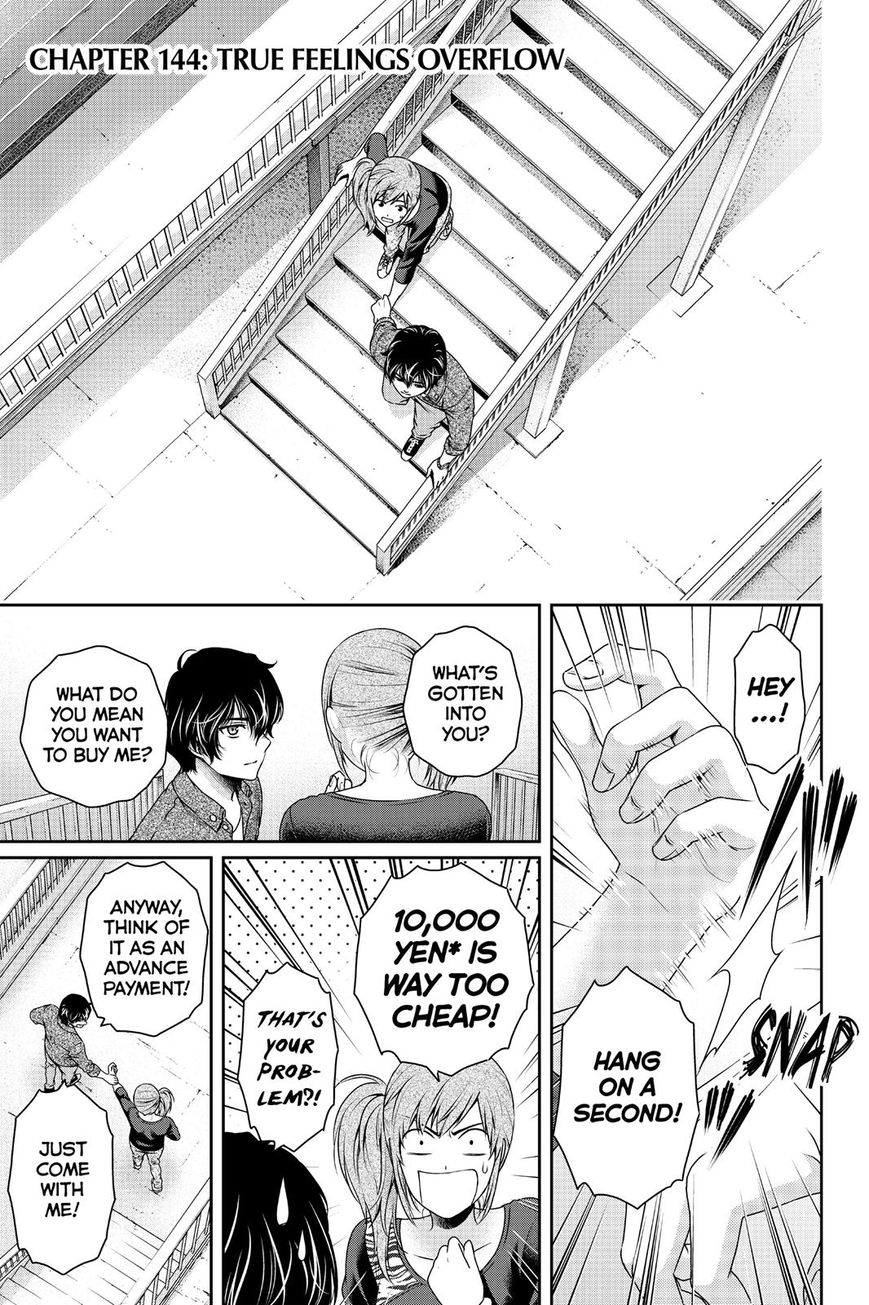 CHAPTER 144: TRUE FEELINGS OVERFLOW
HEY
...!
SNAP
HANG
ON A
SECOND!
WHAT'S
GOTTEN
INTO
YOU?
WHAT DO
YOU MEAN
YOU WANT
TO BUY ME?
10,000
YEN* IS
WAY TOO
CHEAP!
THAT'S
YOUR
PROB-
LEM?!
ANYWAY,
THINK OF
IT AS AN
ADVANCE
PAYMENT!
JUST
COME
WITH
ME!